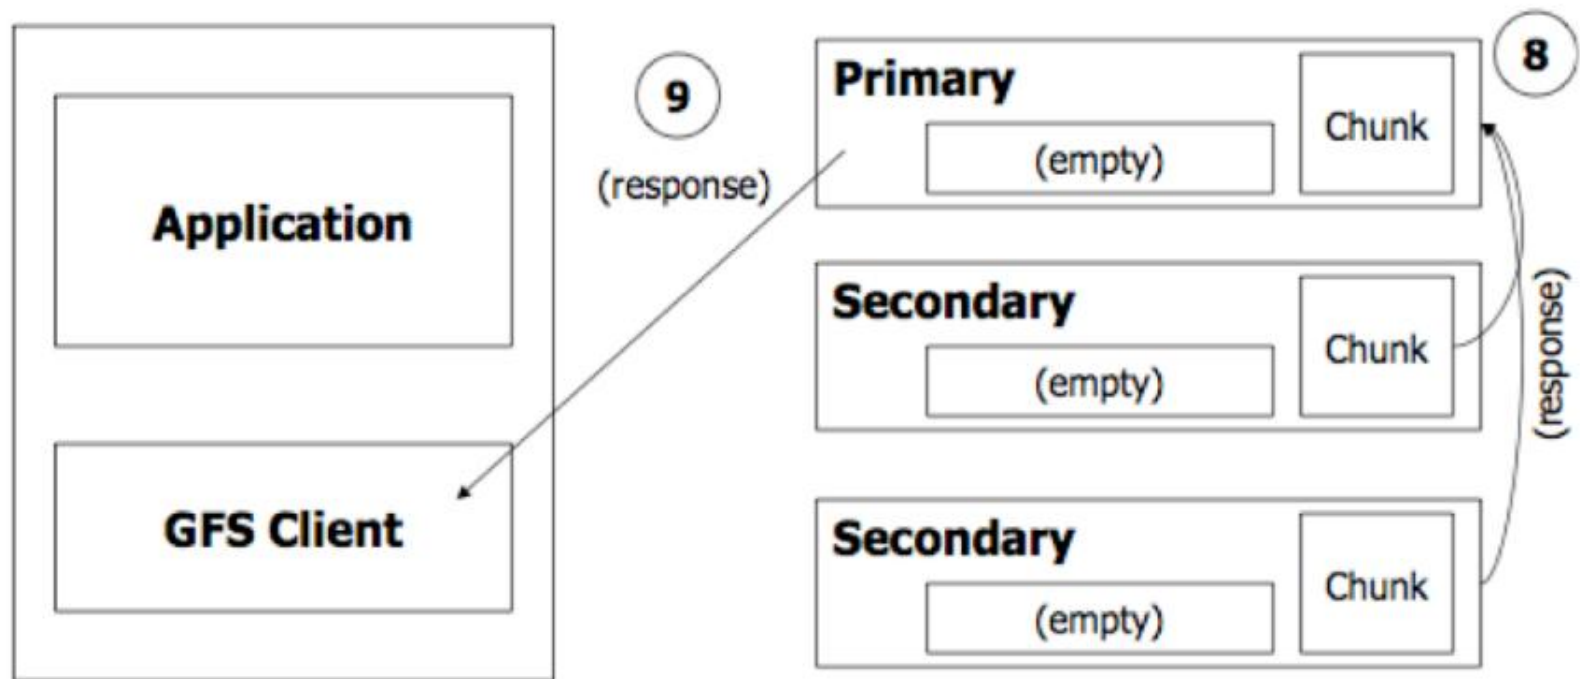 Application
GFS Client
9
(response)
Primary
(empty)
Chunk
8
Secondary
(empty)
Chunk
(response)
Secondary
(empty)
Chunk